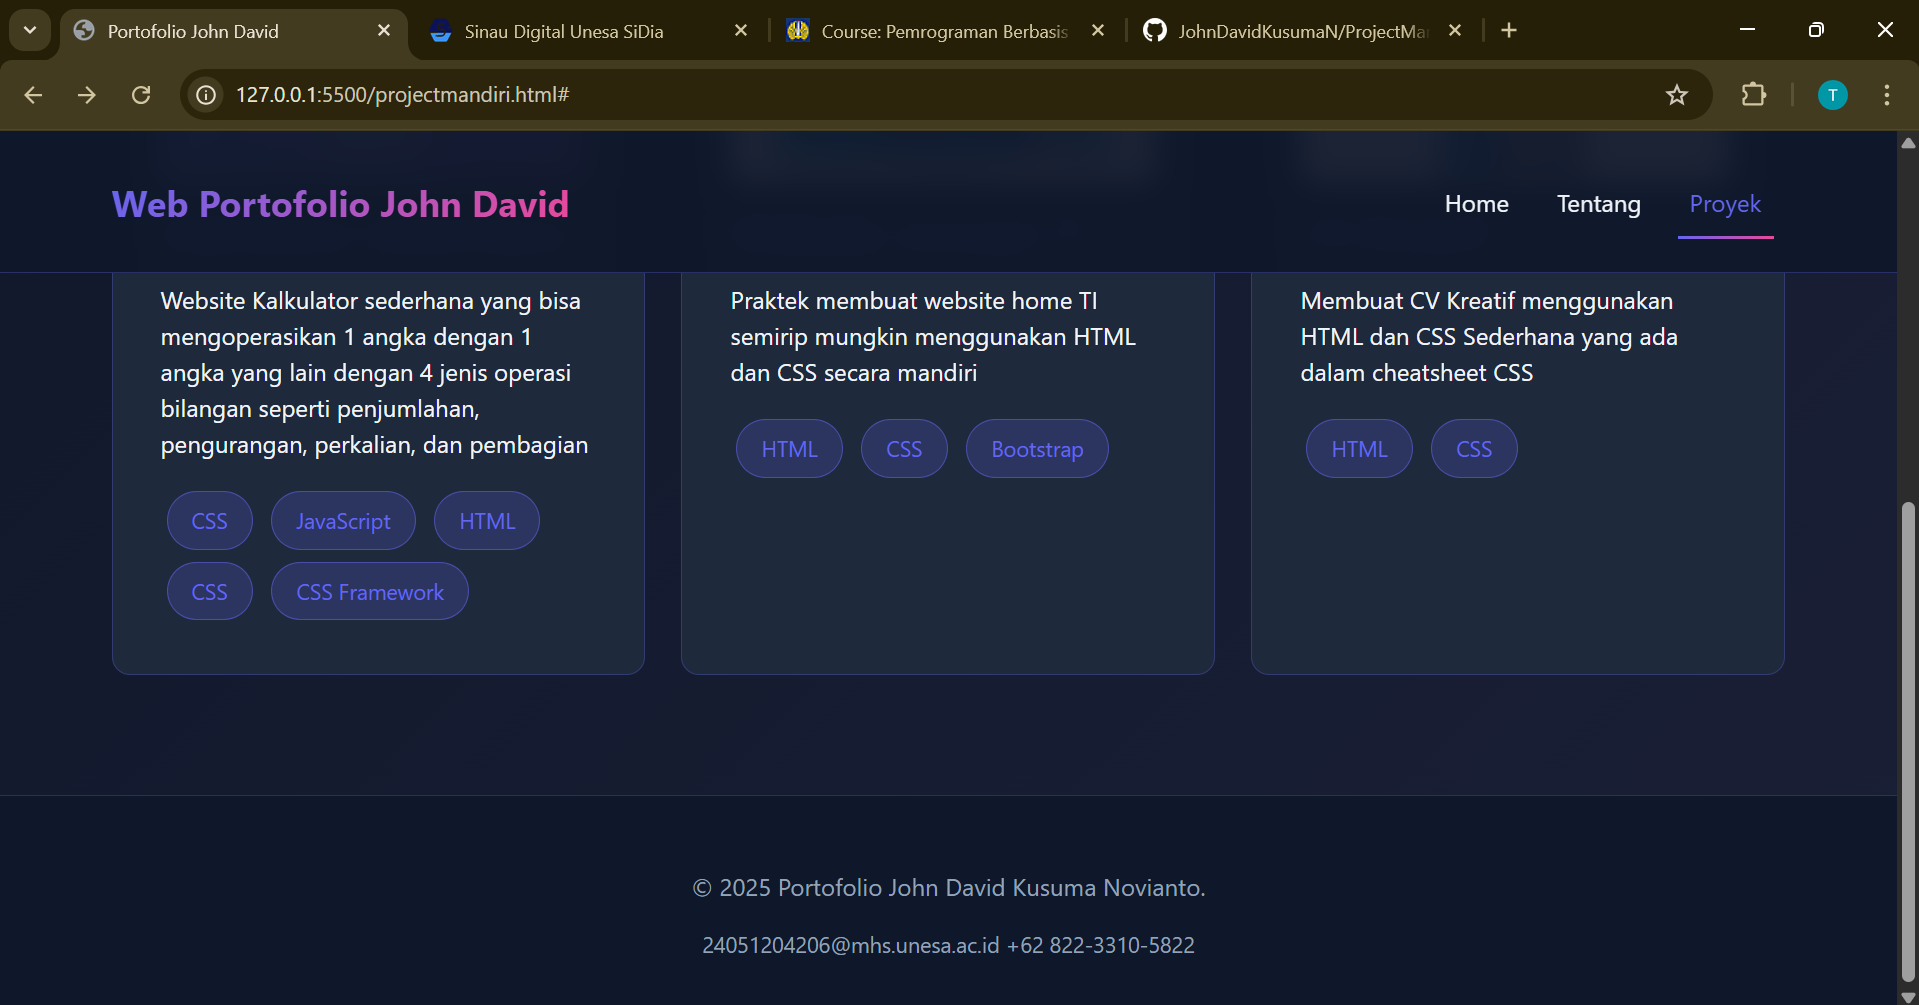 Portofolio John David
Sinau Digital Unesa SiDia
Course: Pemrograman Berbasis
JohnDavidKusumaN/ProjectMa
127.0.0.1:5500/projectmandiri.html#
T
Web Portofolio John David
Home
Tentang
Proyek
Website Kalkulator sederhana yang bisa
mengoperasikan 1 angka dengan 1
angka yang lain dengan 4 jenis operasi
bilangan seperti penjumlahan,
pengurangan, perkalian, dan pembagian
CSS
JavaScript
HTML
CSS
CSS Framework
Praktek membuat website home TI
semirip mungkin menggunakan HTML
dan CSS secara mandiri
HTML
CSS
Bootstrap
Membuat CV Kreatif menggunakan
HTML dan CSS Sederhana yang ada
dalam cheatsheet CSS
HTML
CSS
© 2025 Portofolio John David Kusuma Novianto.
24051204206@mhs.unesa.ac.id +62 822-3310-5822